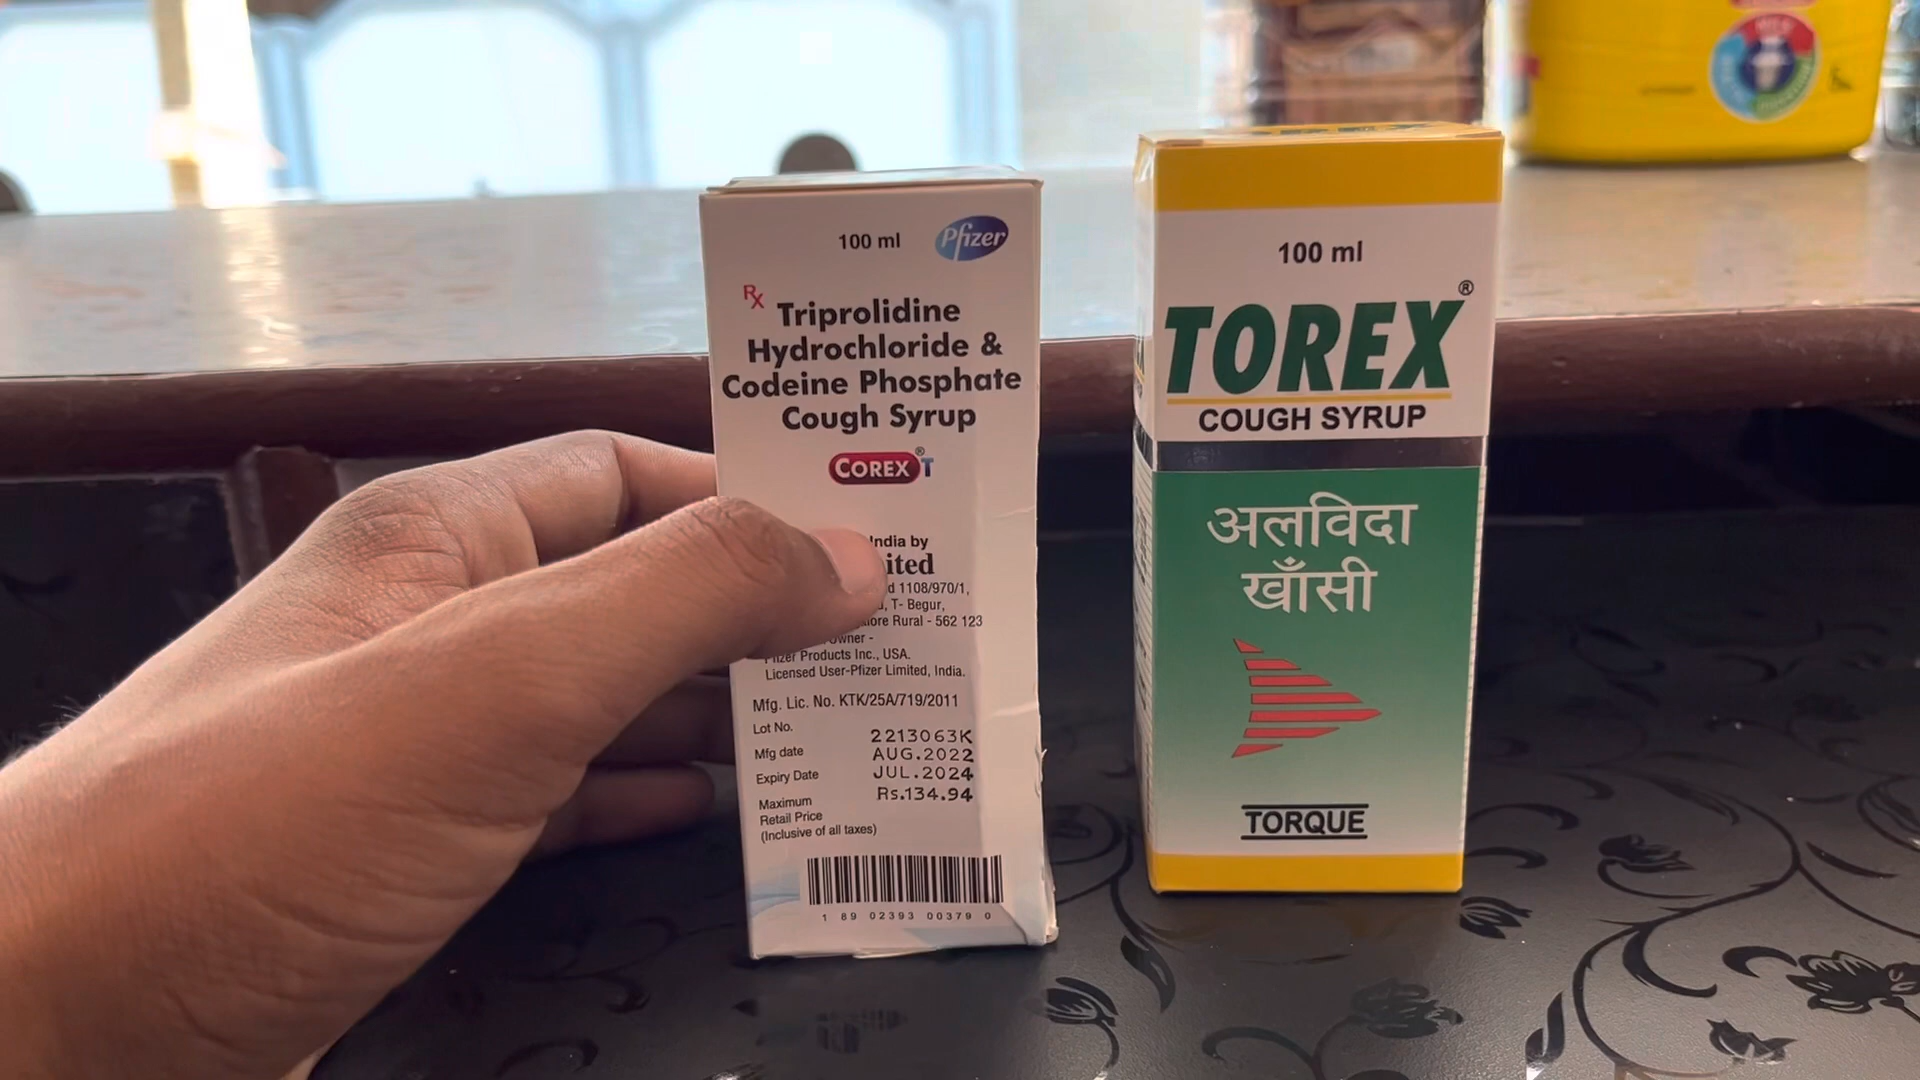 100 ml
Pfizer
Rx
Triprolidine
Hydrochloride &
Codeine Phosphate
Cough Syrup
COREX® T
India by
ited
d 1108/970/1,
, T- Begur,
lore Rural - 562 123
Owner -
Pfizer Products Inc., USA.
Licensed User-Pfizer Limited, India.
Mfg. Lic. No. KTK/25A/719/2011
Lot No. 2213063K
Mfg date AUG.2022
Expiry Date JUL.2024
Maximum Rs.134.94
Retail Price
(Inclusive of all taxes)
1 89 02393 00379 0
100 ml
TOREX®
COUGH SYRUP
अलविदा
खाँसी
TORQUE